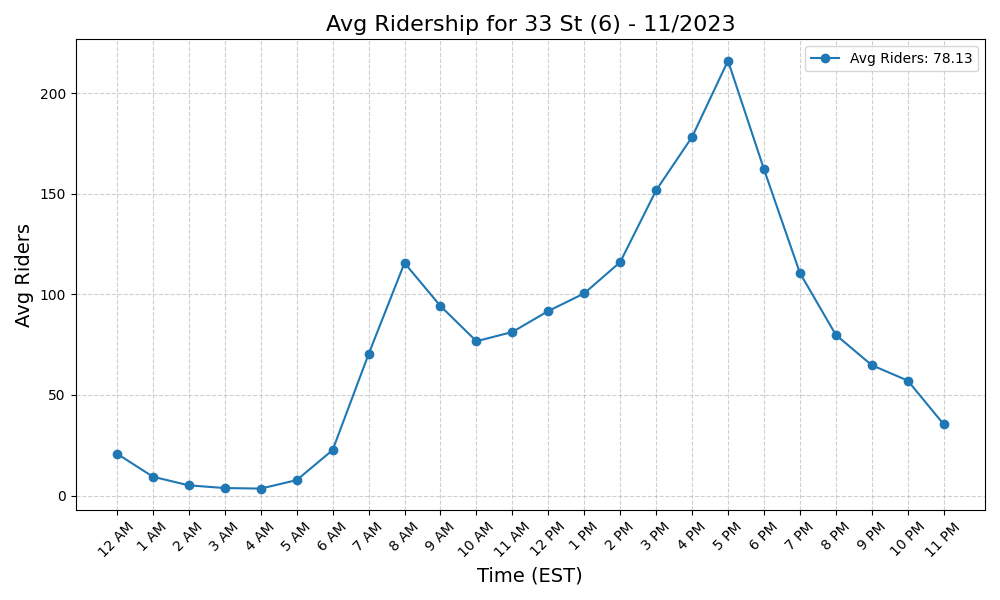 Avg Ridership for 33 St (6) - 11/2023
Avg Riders: 78.13
Avg Riders
200
150
100
50
0
12 AM
1 AM
2 AM
3 AM
4 AM
5 AM
6 AM
7 AM
8 AM
9 AM
10 AM
11 AM
12 PM
1 PM
2 PM
3 PM
4 PM
5 PM
6 PM
7 PM
8 PM
9 PM
10 PM
11 PM
Time (EST)